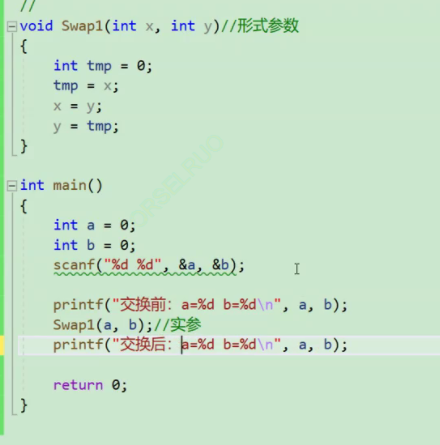 //
void Swap1(int x, int y)//形式参数
{
int tmp = 0;
tmp = x;
x = y;
y = tmp;
}
int main()
{
int a = 0;
int b = 0;
scanf("%d %d", &a, &b);
printf("交换前：a=%d b=%d\n", a, b);
Swap1(a, b);//实参
printf("交换后：a=%d b=%d\n", a, b);
return 0;
}